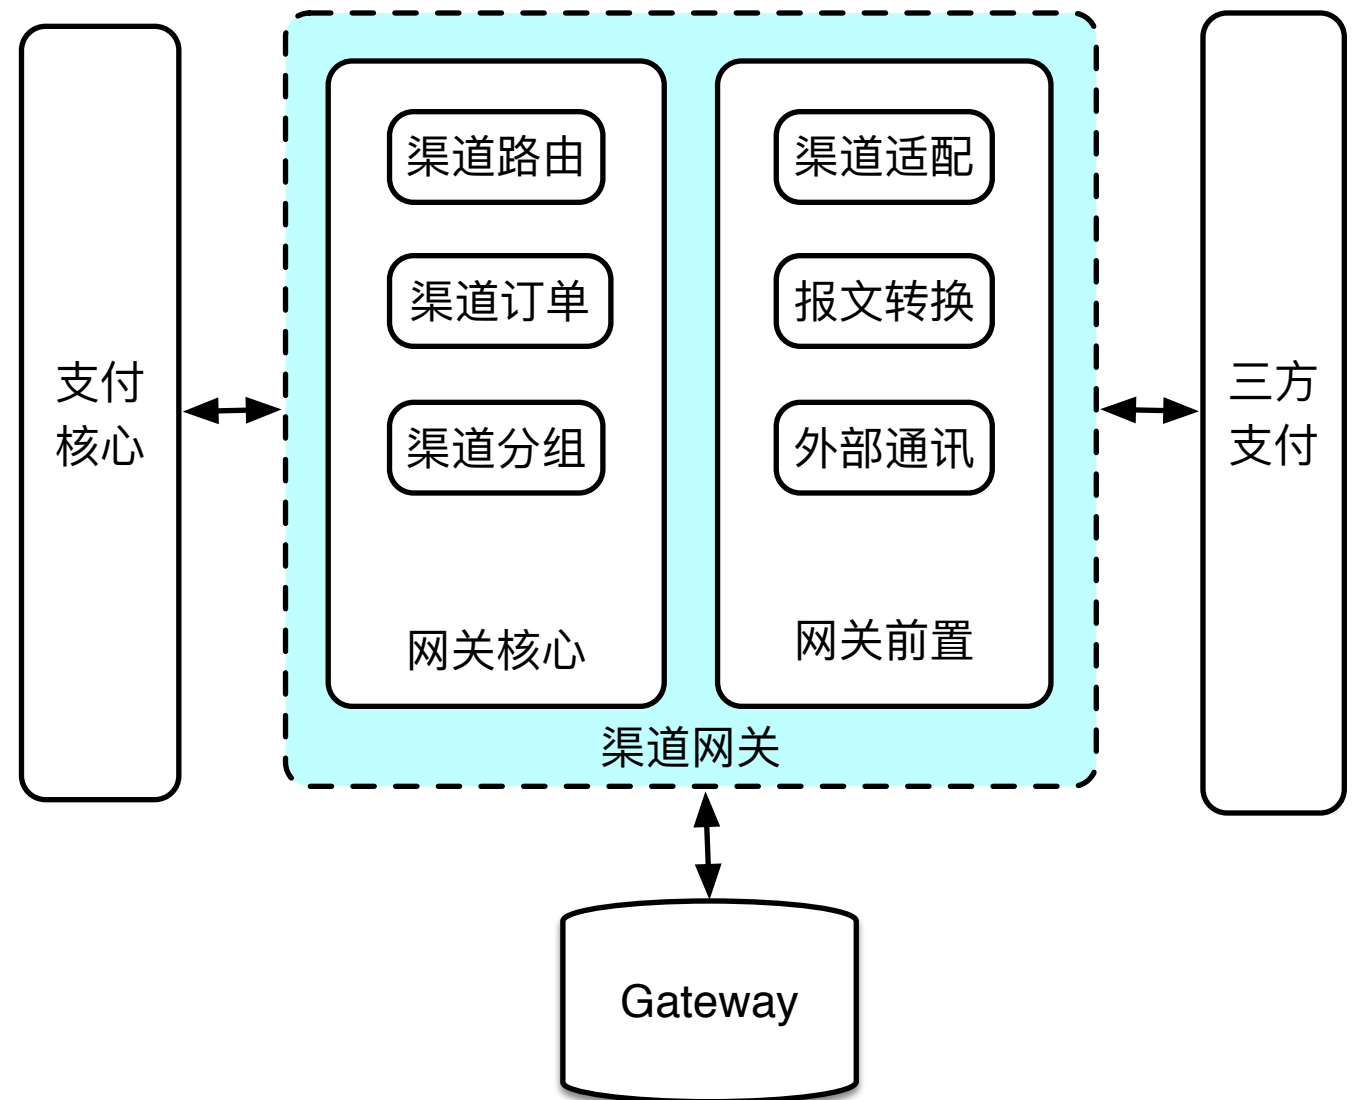 支付
核心
渠道路由
渠道订单
渠道分组
网关核心
渠道适配
报文转换
外部通讯
网关前置
渠道网关
三方
支付
Gateway